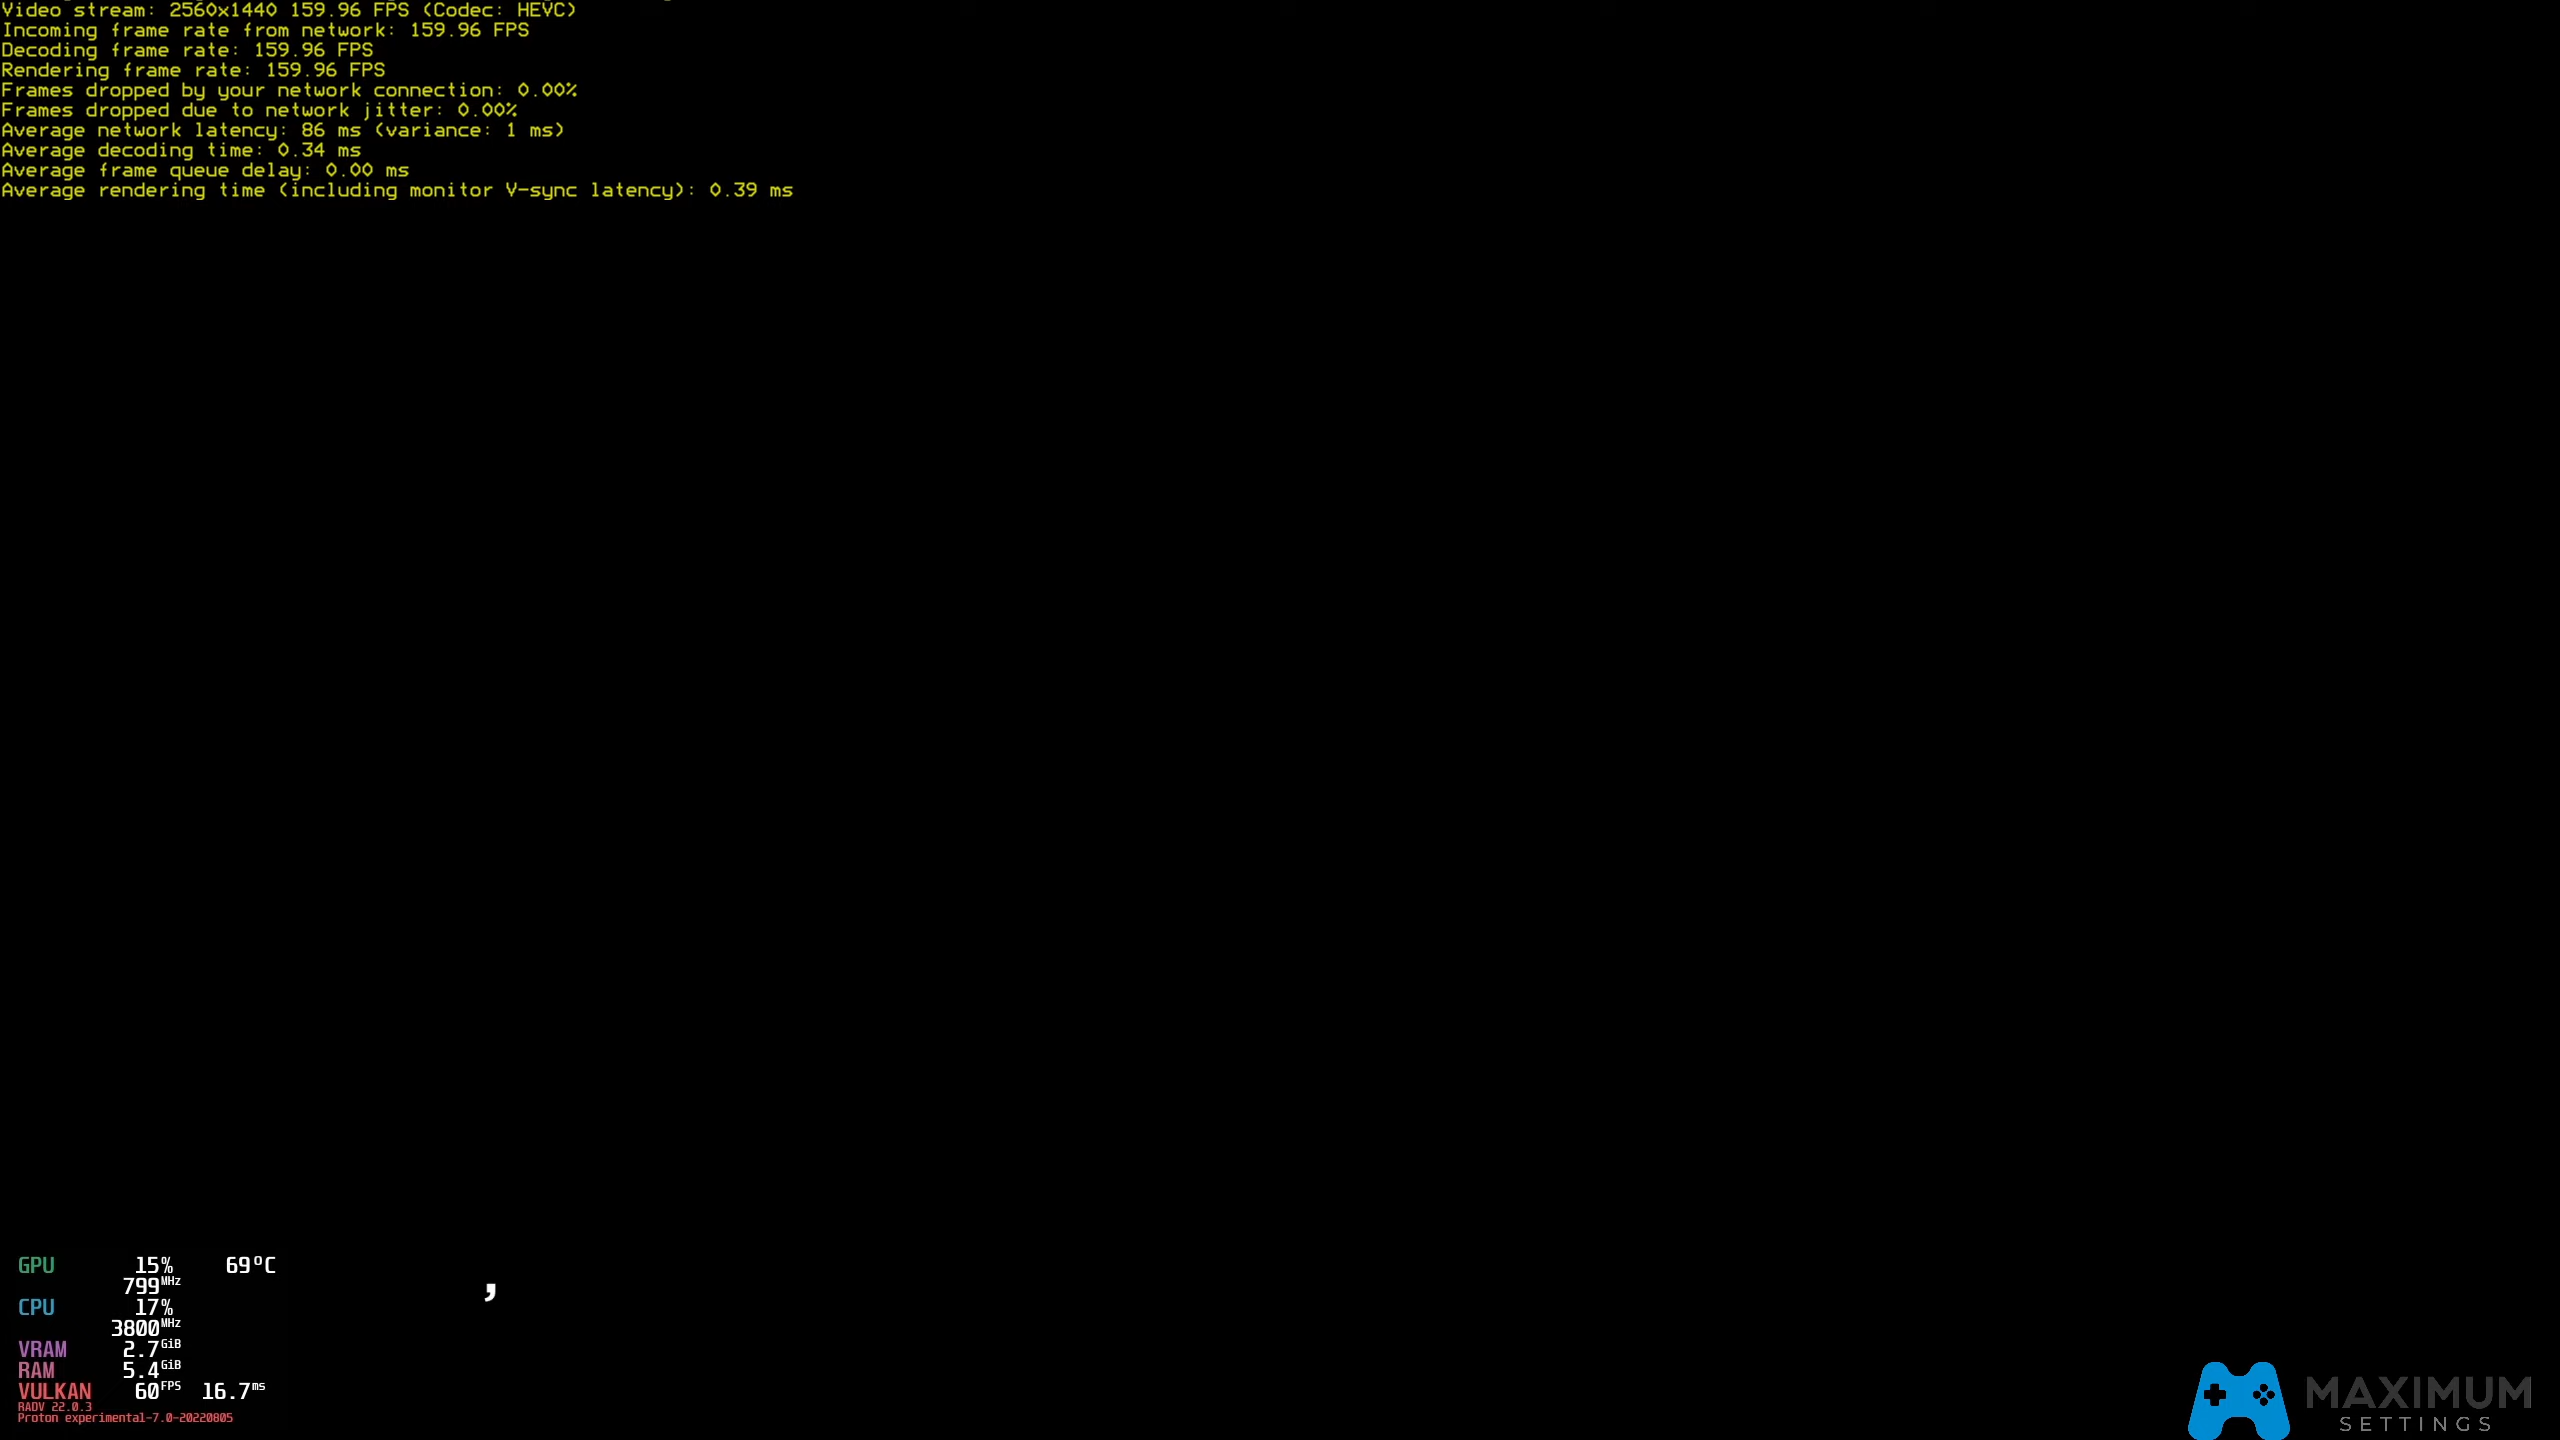 Video stream: 2560x1440 159.96 FPS (Codec: HEVC)
Incoming frame rate from network: 159.96 FPS
Decoding frame rate: 159.96 FPS
Rendering frame rate: 159.96 FPS
Frames dropped by your network connection: 0.00%
Frames dropped due to network jitter: 0.00%
Average network latency: 86 ms (variance: 1 ms)
Average decoding time: 0.34 ms
Average frame queue delay: 0.00 ms
Average rendering time (including monitor V-sync latency): 0.39 ms
GPU 15% 69°C
799MHz
,
CPU 17%
3800MHz
VRAM 2.7GiB
RAM 5.4GiB
VULKAN 60FPS 16.7ms
RADV 22.0.3
Proton experimental-7.0-20220805
MAXIMUM
SETTINGS